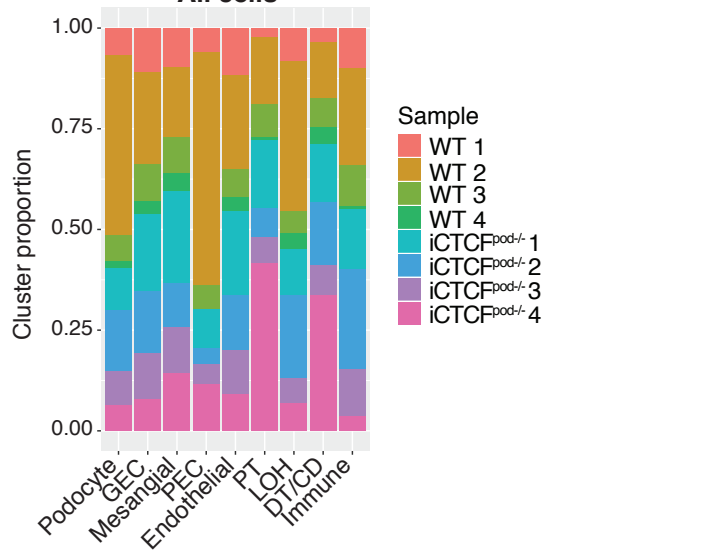 All cells
1.00
0.75
0.50
0.25
0.00
Cluster proportion
Podocyte
GEC
Mesangial
PEC
Endothelial
PT
LOH
DT/CD
Immune
Sample
WT 1
WT 2
WT 3
WT 4
iCTCFpod-/- 1
iCTCFpod-/- 2
iCTCFpod-/- 3
iCTCFpod-/- 4